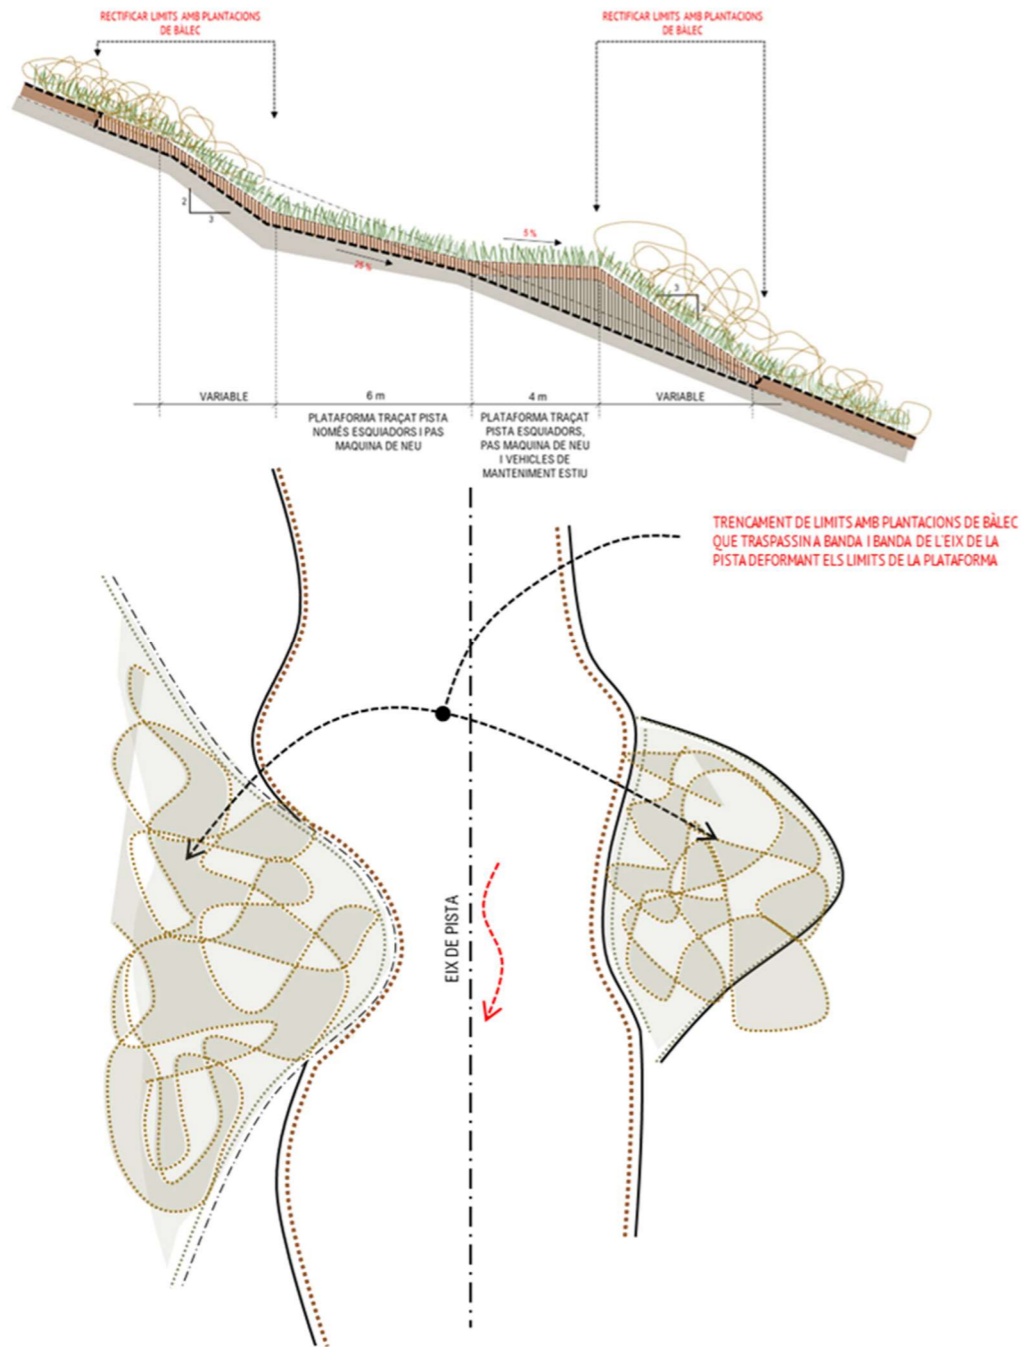 RECTIFICAR LIMITS AMB PLANTACIONS
DE BÀLEC
RECTIFICAR LIMITS AMB PLANTACIONS
DE BÀLEC
2
3
5 %
25 %
3
VARIABLE
6 m
4 m
VARIABLE
PLATAFORMA TRAÇAT PISTA
NOMÉS ESQUIADORS I PAS
MAQUINA DE NEU
PLATAFORMA TRAÇAT
PISTA ESQUIADORS,
PAS MAQUINA DE NEU
I VEHICLES DE
MANTENIMENT ESTIU
TRENCAMENT DE LIMITS AMB PLANTACIONS DE BÀLEC
QUE TRASPASSIN A BANDA I BANDA DE L'EIX DE LA
PISTA DEFORMANT ELS LIMITS DE LA PLATAFORMA
EIX DE PISTA